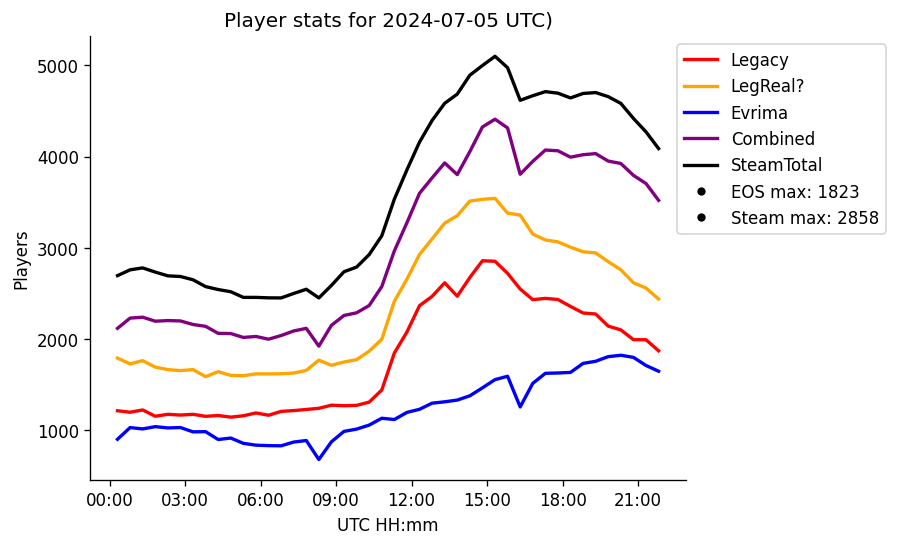 Player stats for 2024-07-05 UTC)
5000
4000
3000
2000
1000
Players
00:00 03:00 06:00 09:00 12:00 15:00 18:00 21:00
UTC HH:mm
Legacy
LegReal?
Evrima
Combined
SteamTotal
EOS max: 1823
Steam max: 2858